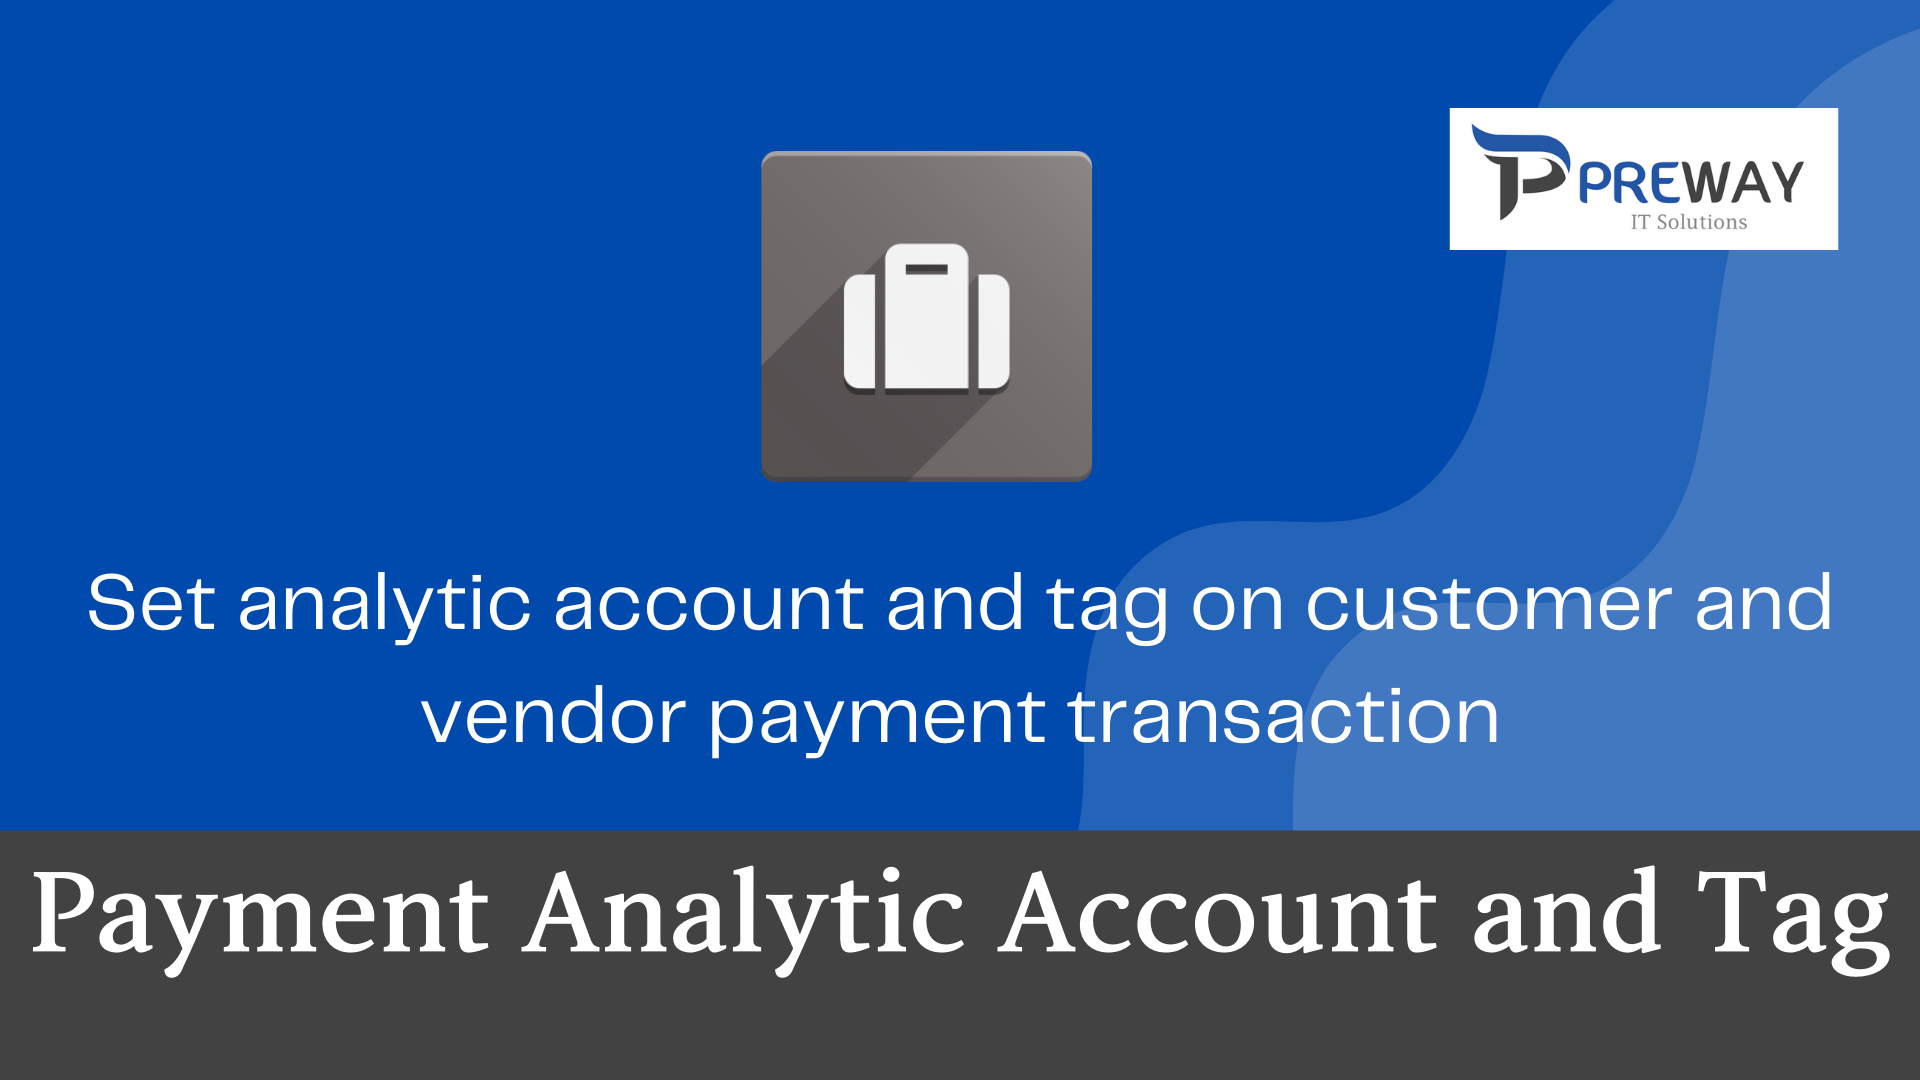 PREWAY
IT Solutions
Set analytic account and tag on customer and
vendor payment transaction
Payment Analytic Account and Tag